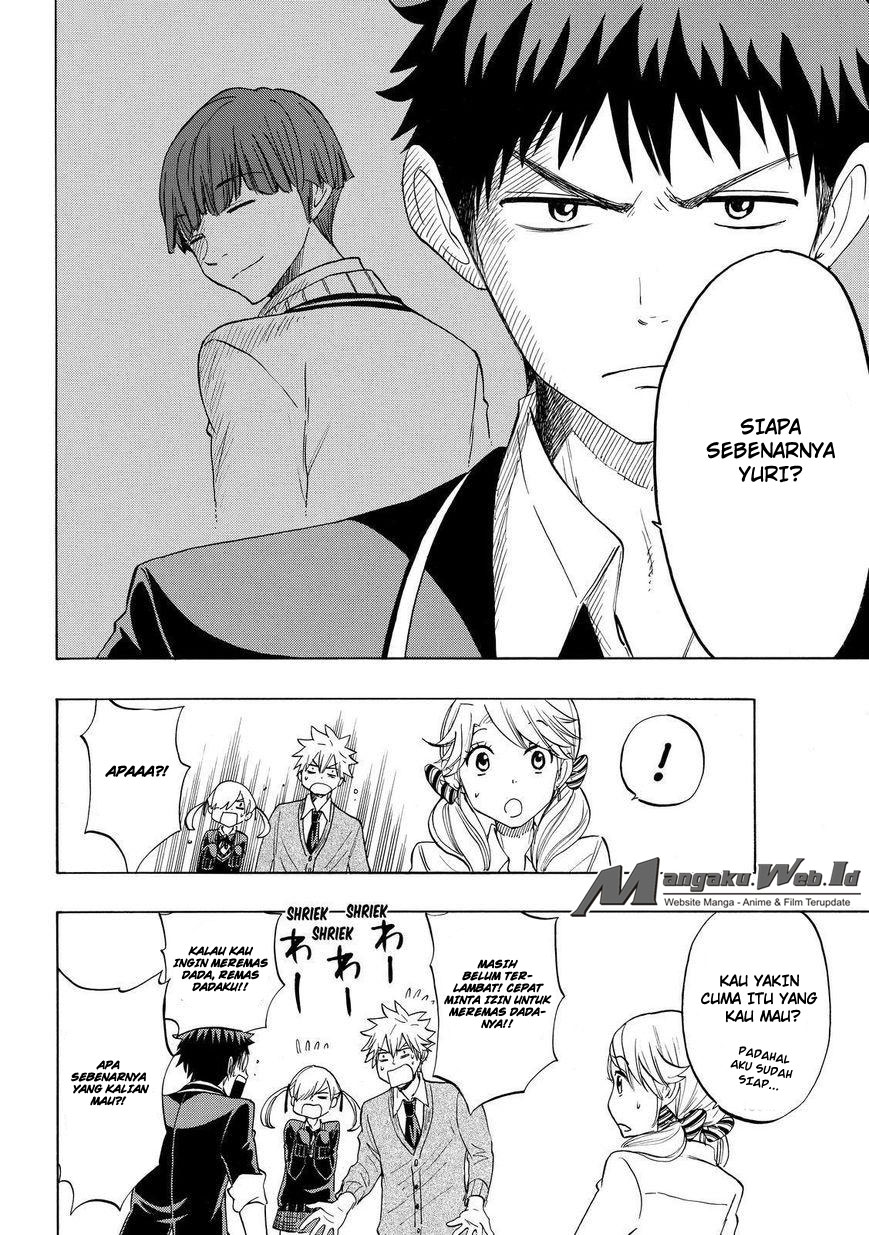 SIAPA
SEBENARNYA
YURI?
!
APAAA?!
Mangaku.Web.Id
Website Manga - Anime & Film Terupdate
KAU YAKIN
CUMA ITU YANG
KAU MAU?
PADAHAL
AKU SUDAH
SIAP...
MASIH
BELUM TER-
LAMBAT! CEPAT
MINTA IZIN UNTUK
MEREMAS DADA-
NYA!!
SHRIEK
SHRIEK
SHRIEK
わー
わー
わー
KALAU KAU
INGIN MEREMAS
DADA, REMAS
DADAKU!!
APA
SEBENARNYA
YANG KALIAN
MAU?!